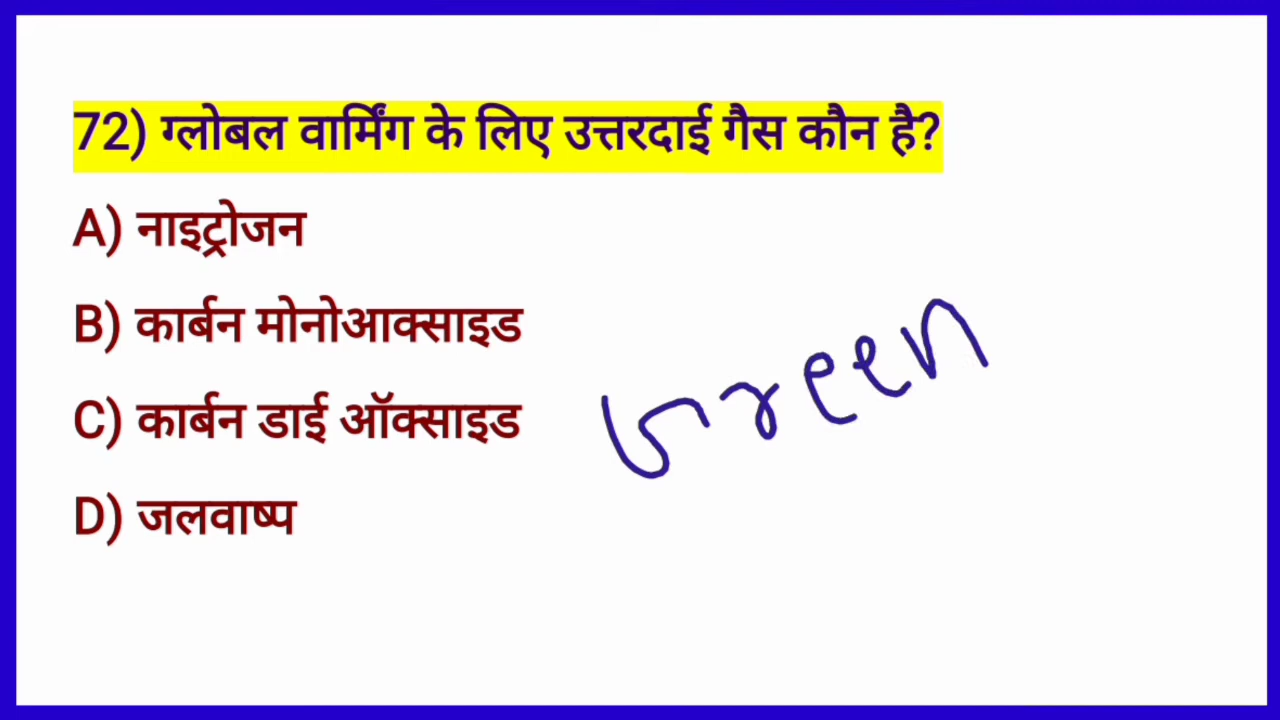 72) ग्लोबल वार्मिंग के लिए उत्तरदाई गैस कौन है?
A) नाइट्रोजन
B) कार्बन मोनोआक्साइड
C) कार्बन डाई ऑक्साइड
D) जलवाष्प
Green